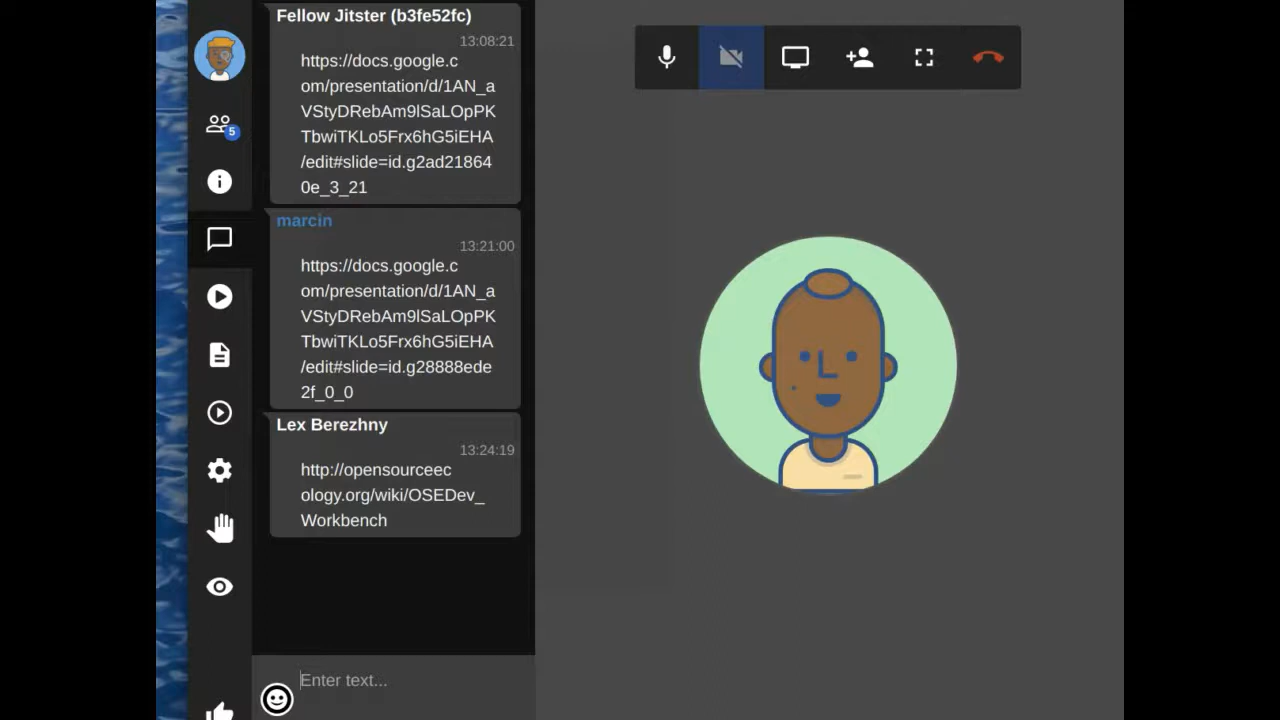 Fellow Jitster (b3fe52fc)
13:08:21
https://docs.google.c
om/presentation/d/1AN_a
VStyDRebAm9lSaLOpPK
TbwiTKLo5Frx6hG5iEHA
/edit#slide=id.g2ad21864
0e_3_21
5
marcin
13:21:00
https://docs.google.c
om/presentation/d/1AN_a
VStyDRebAm9lSaLOpPK
TbwiTKLo5Frx6hG5iEHA
/edit#slide=id.g28888ede
2f_0_0
Lex Berezhny
13:24:19
http://opensourceec
ology.org/wiki/OSEDev_
Workbench
Enter text...